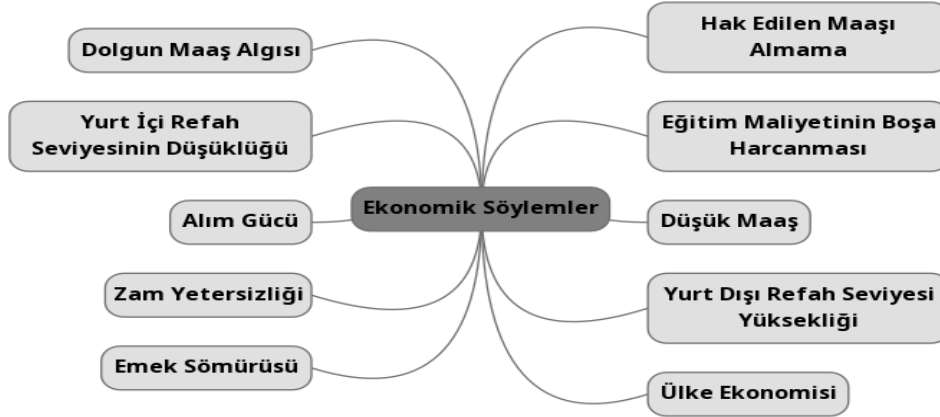 Dolgun Maaş Algısı
Yurt İçi Refah
Seviyesinin Düşüklüğü
Alım Gücü
Zam Yetersizliği
Emek Sömürüsü
Ekonomik Söylemler
Hak Edilen Maaşı
Almama
Eğitim Maliyetinin Boşa
Harcanması
Düşük Maaş
Yurt Dışı Refah Seviyesi
Yüksekliği
Ülke Ekonomisi